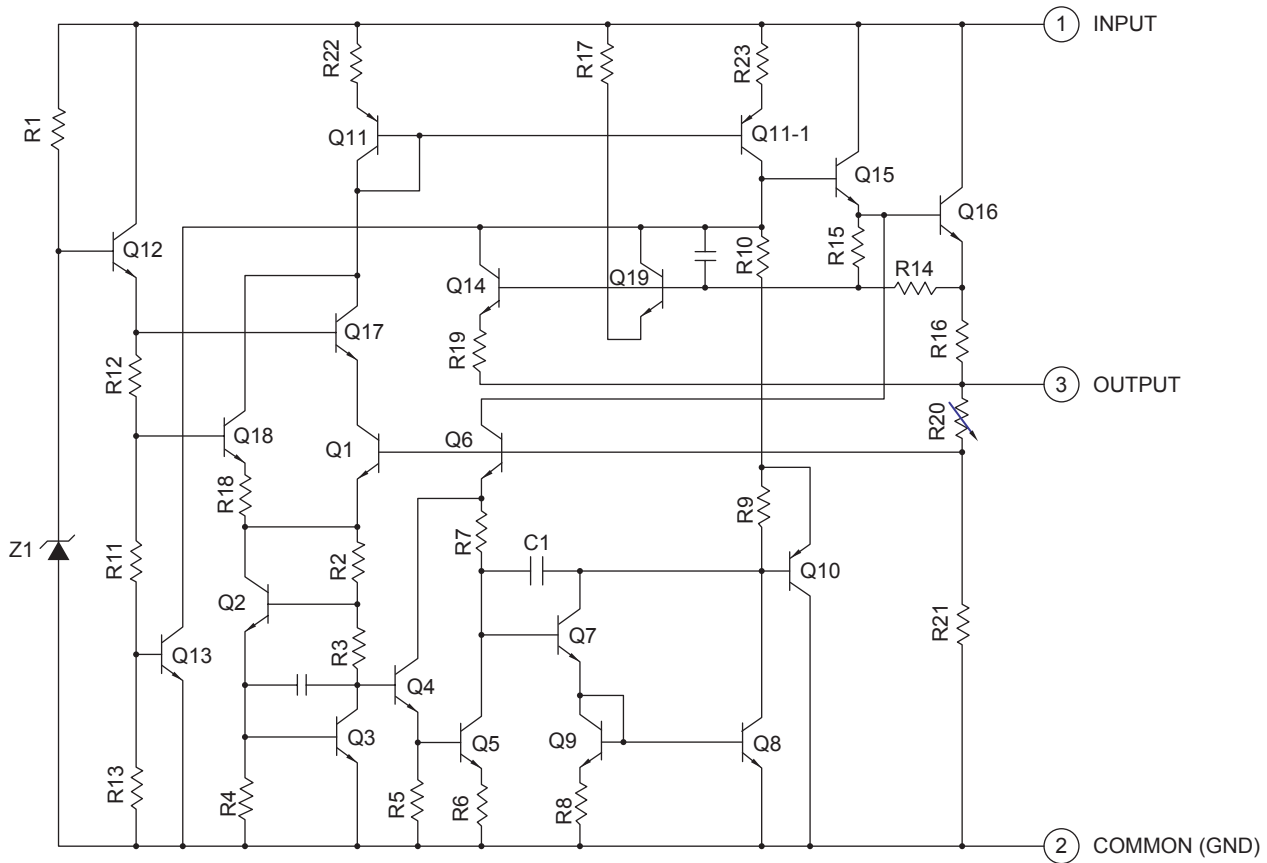 1 INPUT
R22
R17
R23
R1
Q11
Q11-1
Q15
Q16
Q12
R15
R10
R14
Q14
Q19
Q17
R16
R12
R19
3 OUTPUT
R20
Q18
Q1
Q6
R18
R9
R7
C1
Z1
R11
R2
Q10
Q2
Q7
R21
R3
Q13
Q4
Q3
Q5
Q9
Q8
R13
R4
R5
R6
R8
2 COMMON (GND)